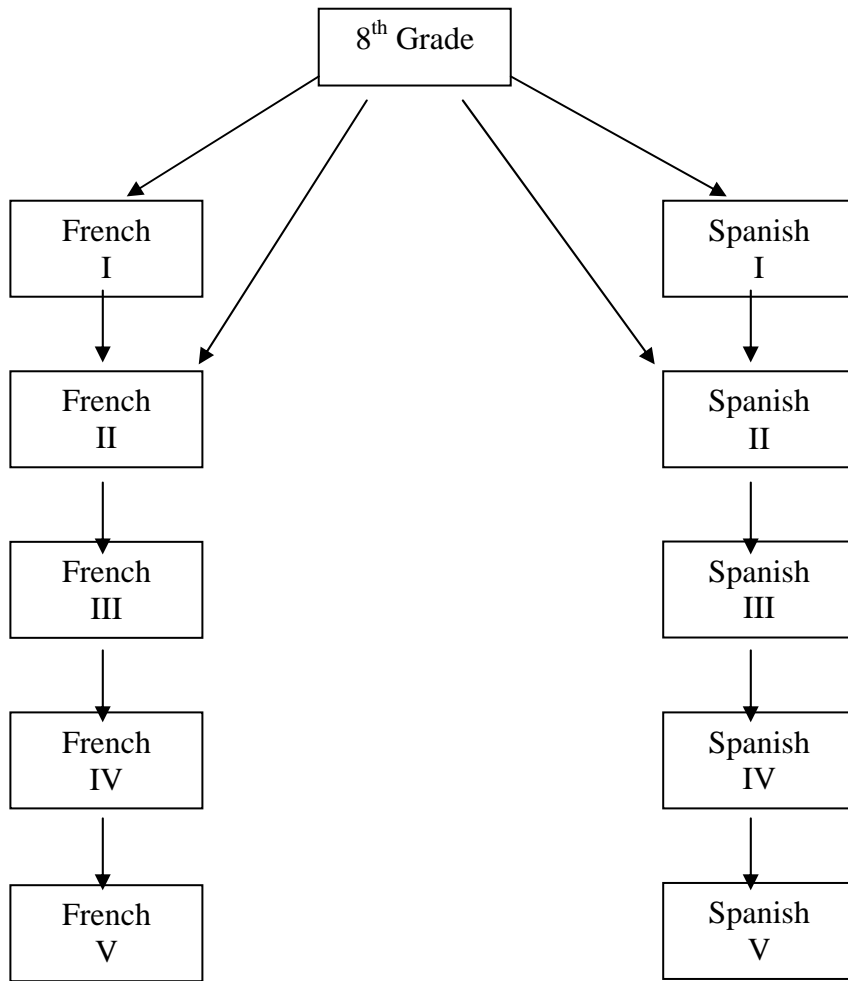 8th Grade
French
I
Spanish
I
French
II
Spanish
II
French
III
Spanish
III
French
IV
Spanish
IV
French
V
Spanish
V